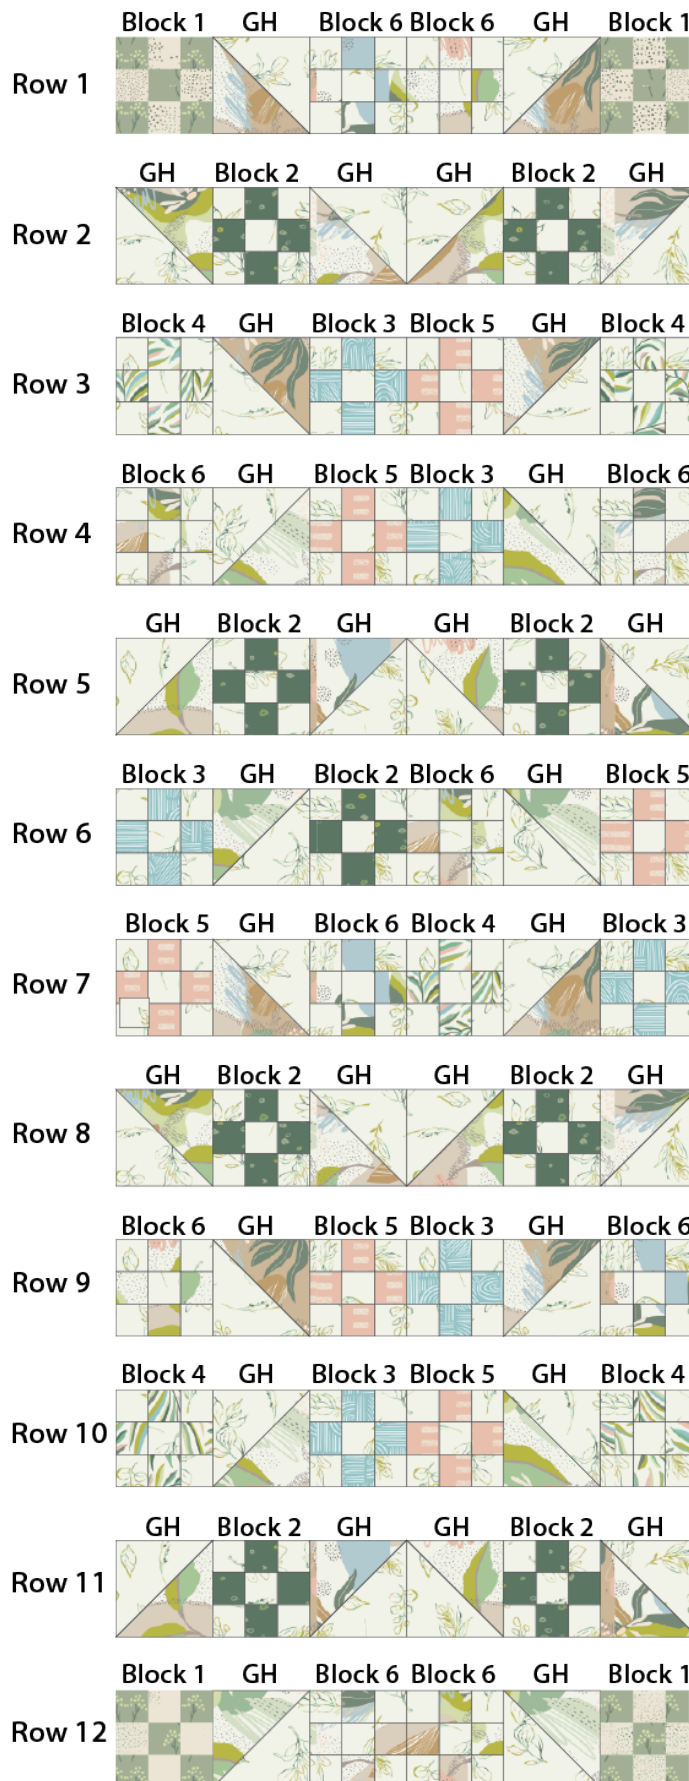 Block 1 GH Block 6 Block 6 GH Block 1
Row 1
GH Block 2 GH GH Block 2 GH
Row 2
Block 4 GH Block 3 Block 5 GH Block 4
Row 3
Block 6 GH Block 5 Block 3 GH Block 6
Row 4
GH Block 2 GH GH Block 2 GH
Row 5
Block 3 GH Block 2 Block 6 GH Block 5
Row 6
Block 5 GH Block 6 Block 4 GH Block 3
Row 7
GH Block 2 GH GH Block 2 GH
Row 8
Block 6 GH Block 5 Block 3 GH Block 6
Row 9
Block 4 GH Block 3 Block 5 GH Block 4
Row 10
GH Block 2 GH GH Block 2 GH
Row 11
Block 1 GH Block 6 Block 6 GH Block 1
Row 12